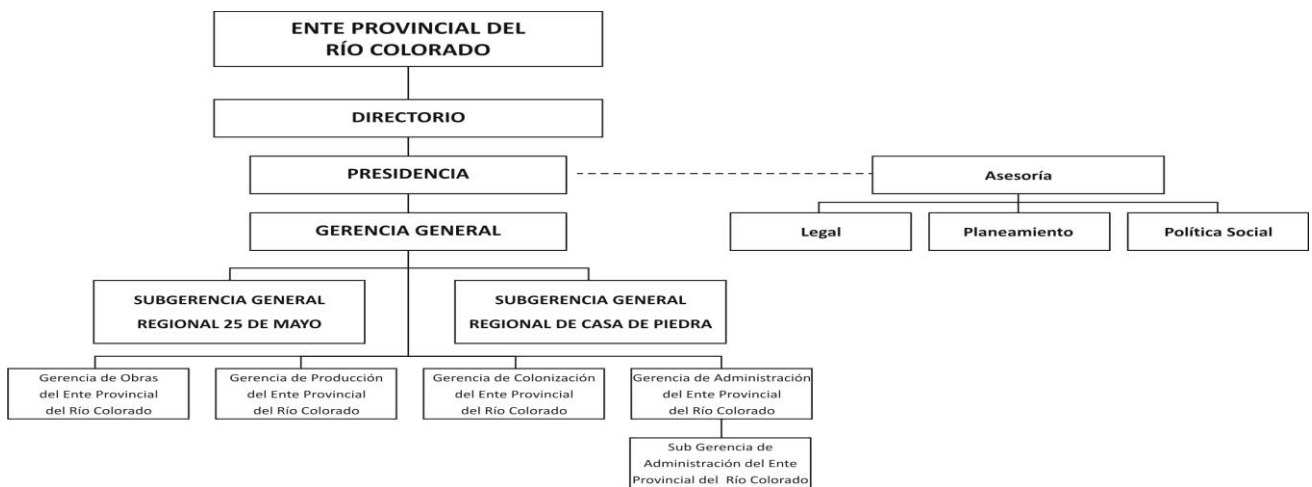 ENTE PROVINCIAL DEL
RÍO COLORADO
DIRECTORIO
PRESIDENCIA
Asesoría
GERENCIA GENERAL
Legal
Planeamiento
Política Social
SUBGERENCIA GENERAL
REGIONAL 25 DE MAYO
SUBGERENCIA GENERAL
REGIONAL DE CASA DE PIEDRA
Gerencia de Obras
del Ente Provincial
del Río Colorado
Gerencia de Producción
del Ente Provincial
del Río Colorado
Gerencia de Colonización
del Ente Provincial
del Río Colorado
Gerencia de Administración
del Ente Provincial
del Río Colorado
Sub Gerencia de
Administración del Ente
Provincial del Río Colorado